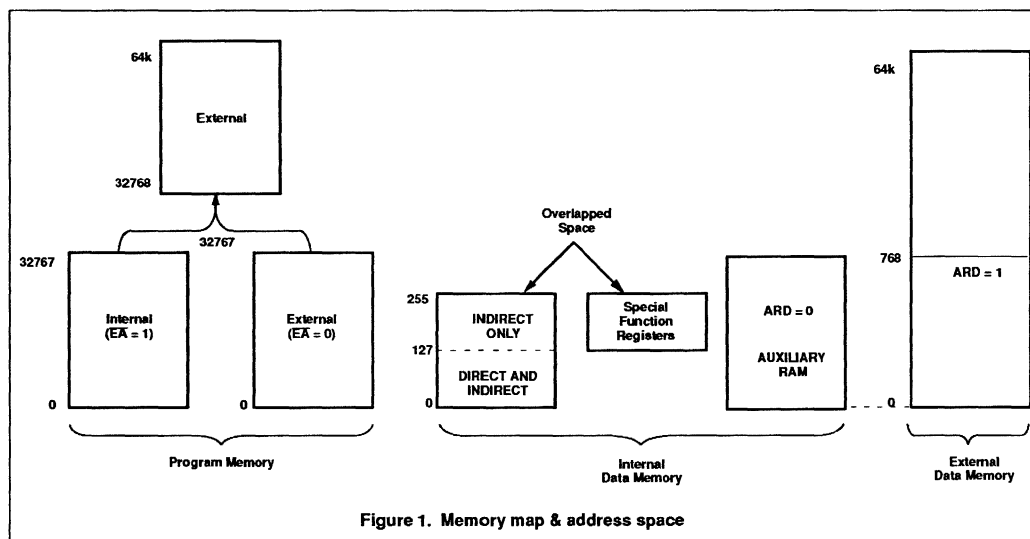 64k
External
32768
32767
32767
Internal
(EA = 1)
0
External
(EA = 0)
0
Program Memory
Overlapped
Space
255
INDIRECT
ONLY
127
DIRECT AND
INDIRECT
0
Special
Function
Registers
ARD = 0
AUXILIARY
RAM
Internal
Data Memory
64k
768
ARD = 1
0
External
Data Memory
Figure 1. Memory map & address space